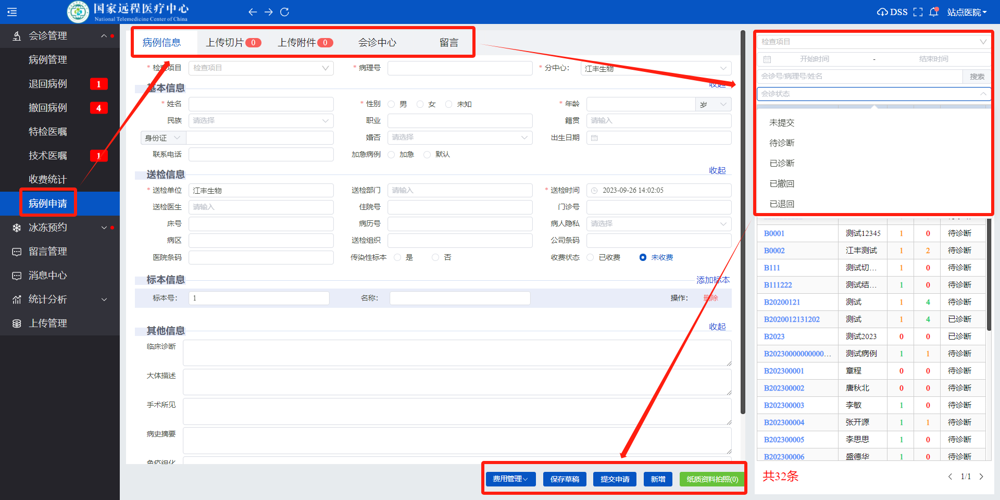 国家远程医疗中心
National Telemedicine Center of China
DSS
站点医院
会诊管理
病例管理
退回病例 1
撤回病例 4
特检医嘱
技术医嘱 1
收费统计
病例申请
冰冻预约
留言管理
消息中心
统计分析
上传管理
病例信息 上传切片 0 上传附件 0 会诊中心 留言
* 检查项目 检查项目 * 病理号 * 分中心: 江丰生物
基本信息 收起
* 姓名 * 性别 男 女 未知 * 年龄 岁
民族 请选择 职业 籍贯 请输入
身份证 婚否 请选择 出生日期
联系电话 加急病例 加急 默认
送检信息 收起
* 送检单位 江丰生物 送检部门 请输入 * 送检时间 2023-09-26 14:02:05
送检医生 请输入 住院号 门诊号
床号 病历号 病人隐私 请选择
病区 送检组织 公司条码
医院条码 传染性标本 是 否 收费状态 已收费 未收费
标本信息 添加标本
标本号: 1 名称: 操作: 删除
其他信息 收起
临床诊断
大体描述
手术所见
病史摘要
免疫组化
费用管理 保存草稿 提交申请 新增 纸质资料拍照(0)
检查项目
开始时间 - 结束时间
会诊号/病理号/姓名 搜索
会诊状态
未提交
待诊断
已诊断
已撤回
已退回
B0001 测试12345 1 0 待诊断
B0002 江丰测试 1 2 待诊断
B111 测试切... 1 0 待诊断
B111222 测试结... 1 0 待诊断
B20200121 测试 1 4 待诊断
B2020012131202 测试 1 4 已诊断
B2023 测试2023 0 0 已诊断
B20230000000000... 测试病例 1 1 待诊断
B202300001 章程 0 0 待诊断
B202300002 唐秋北 0 0 待诊断
B202300003 李敏 1 0 待诊断
B202300004 张开源 1 1 待诊断
B202300005 李思思 1 0 待诊断
B202300006 盛德华 1 0 待诊断
共32条 1/1